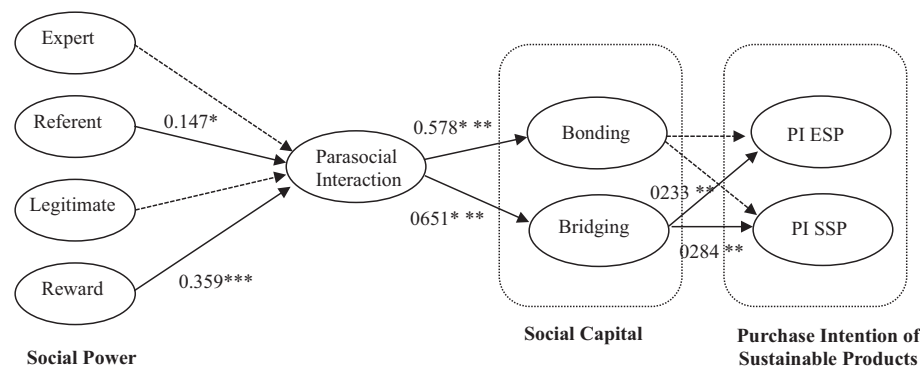 Expert
Referent
0.147*
Legitimate
Reward
0.359***
Social Power
Parasocial
Interaction
0.578* **
0651* **
Bonding
Bridging
Social Capital
0233 **
0284 **
PI ESP
PI SSP
Purchase Intention of
Sustainable Products